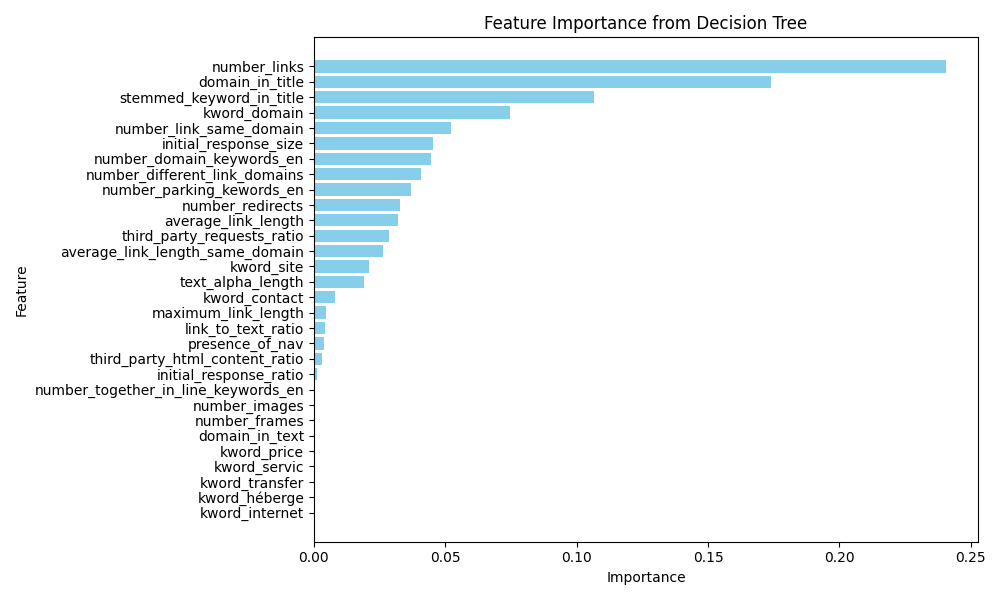 Feature Importance from Decision Tree
number_links
domain_in_title
stemmed_keyword_in_title
kword_domain
number_link_same_domain
initial_response_size
number_domain_keywords_en
number_different_link_domains
number_parking_kewords_en
number_redirects
average_link_length
third_party_requests_ratio
average_link_length_same_domain
kword_site
text_alpha_length
kword_contact
maximum_link_length
link_to_text_ratio
presence_of_nav
third_party_html_content_ratio
initial_response_ratio
number_together_in_line_keywords_en
number_images
number_frames
domain_in_text
kword_price
kword_servic
kword_transfer
kword_héberge
kword_internet
Feature
0.00 0.05 0.10 0.15 0.20 0.25
Importance